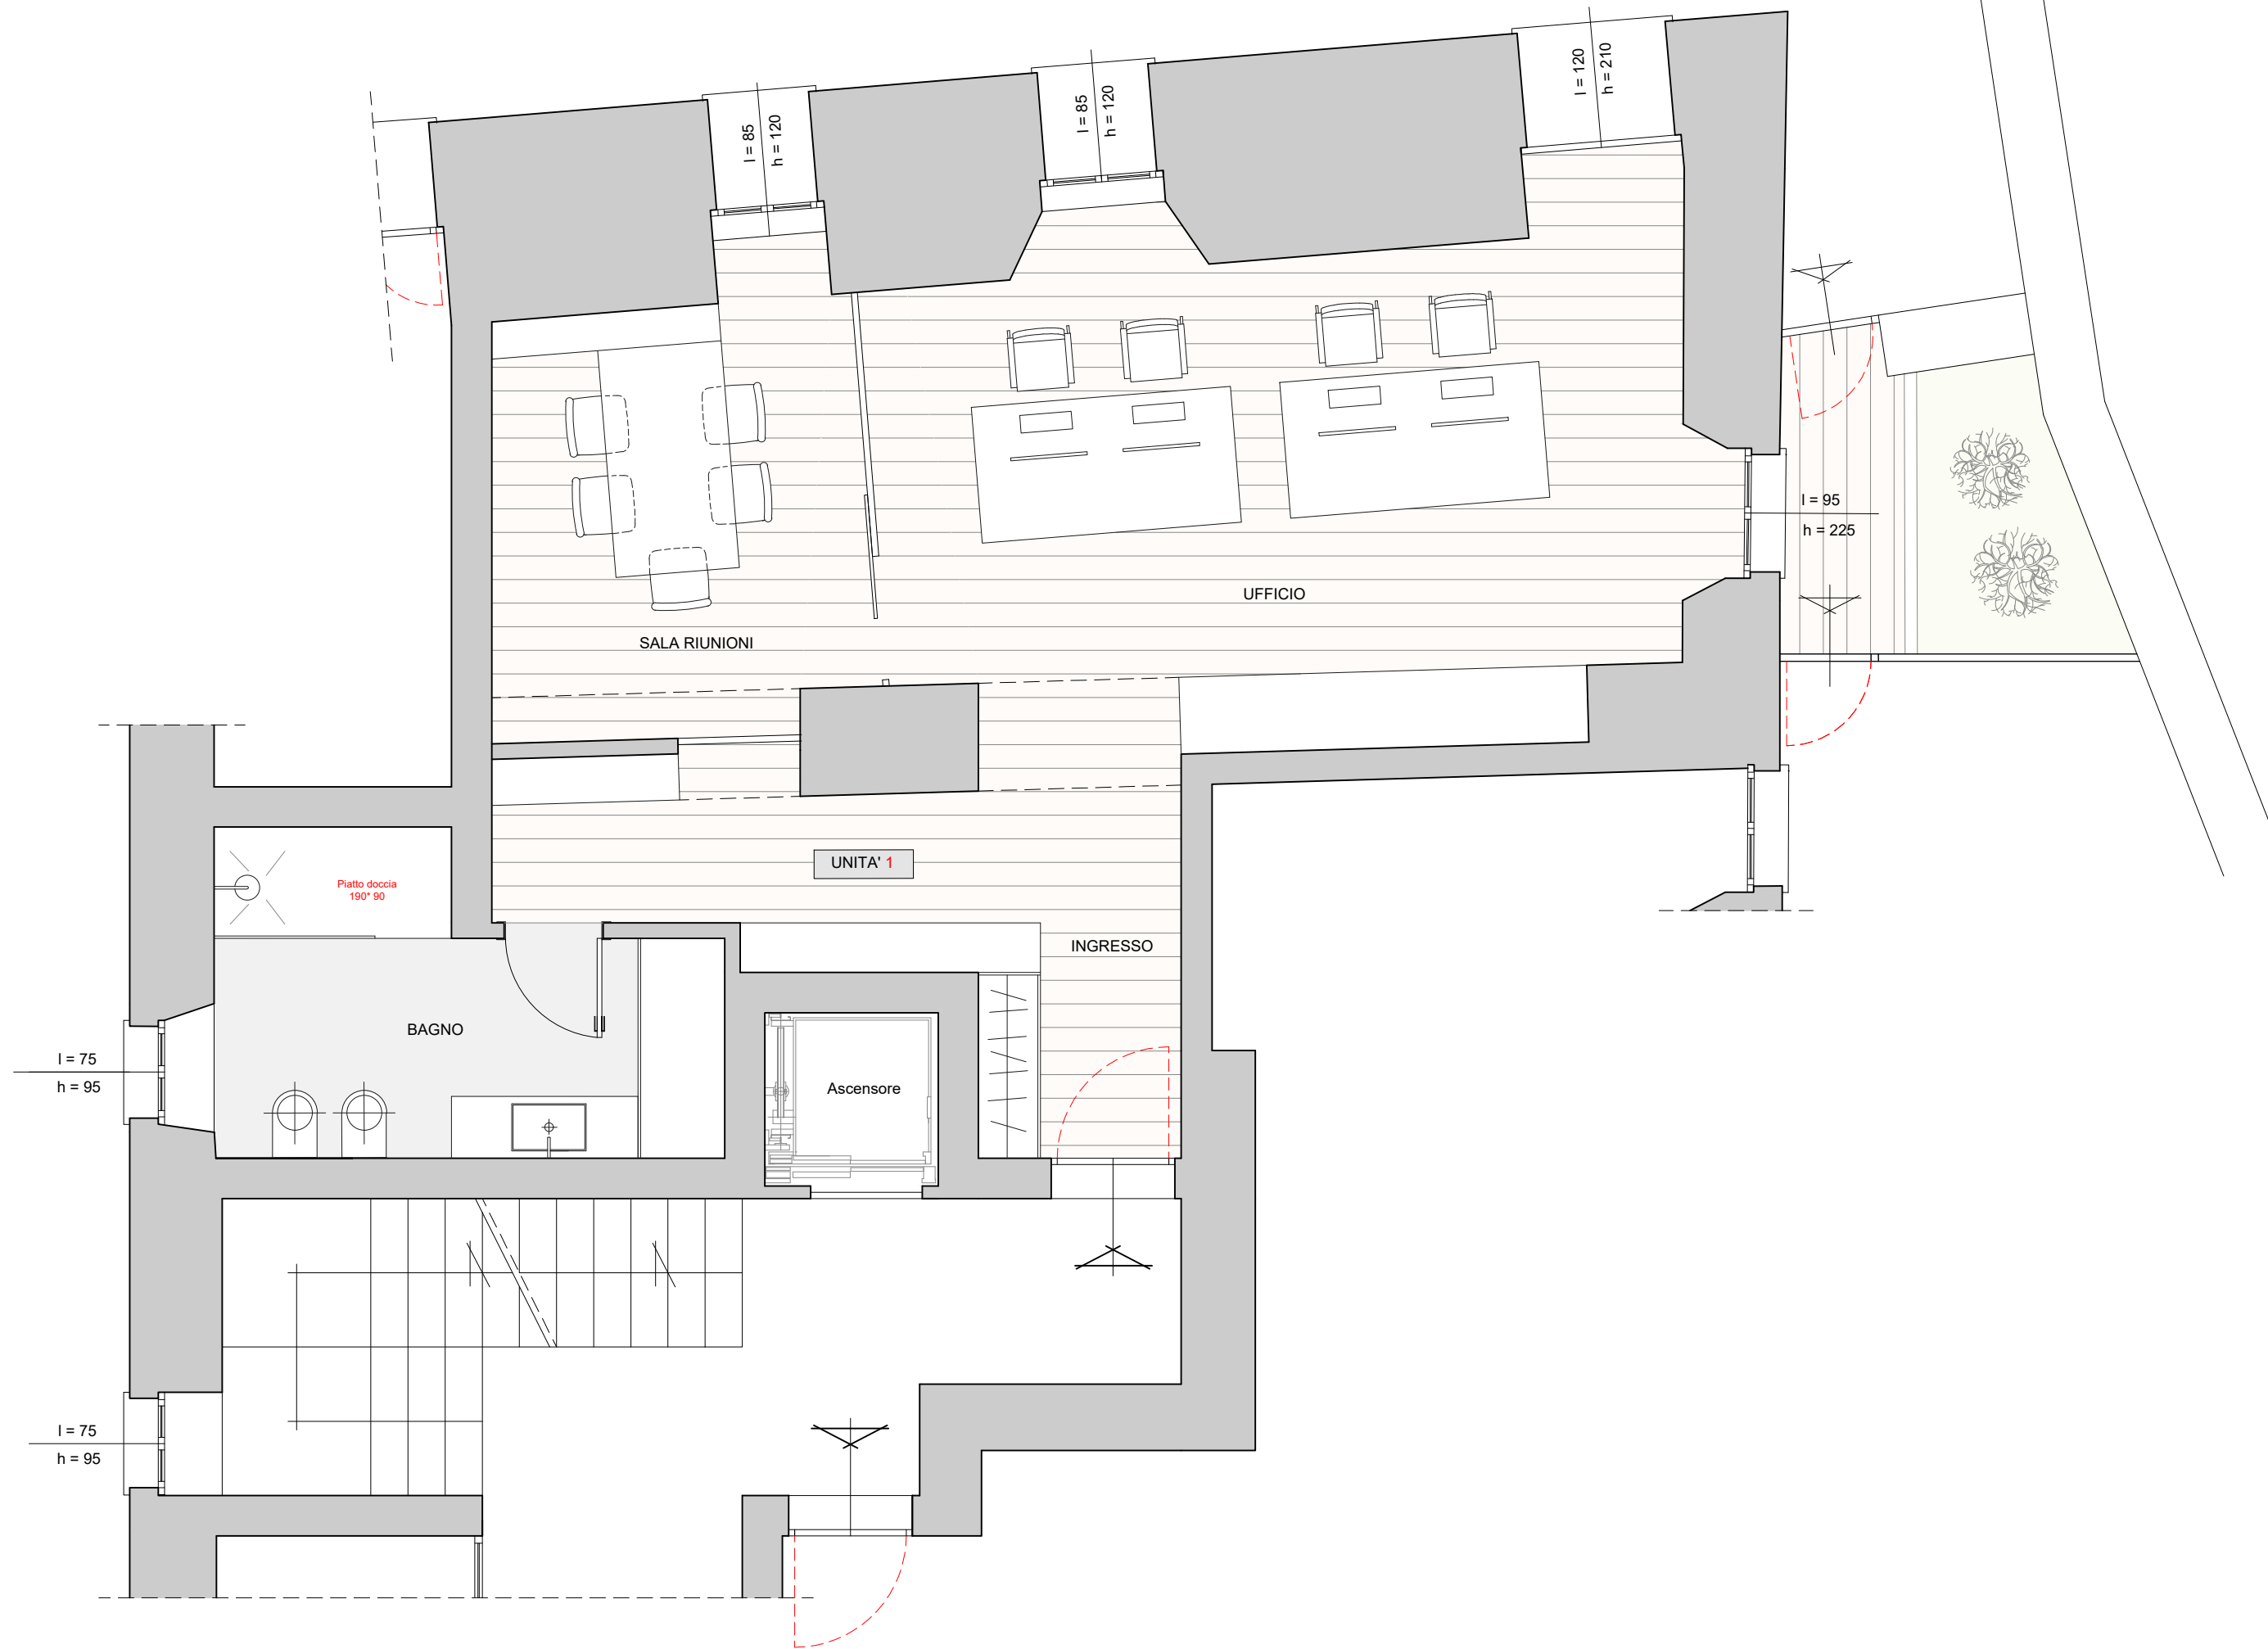 l = 85
h = 120
l = 85
h = 120
l = 120
h = 210
l = 95
h = 225
UFFICIO
SALA RIUNIONI
UNITA' 1
Piatto doccia
190* 90
INGRESSO
BAGNO
l = 75
h = 95
Ascensore
l = 75
h = 95